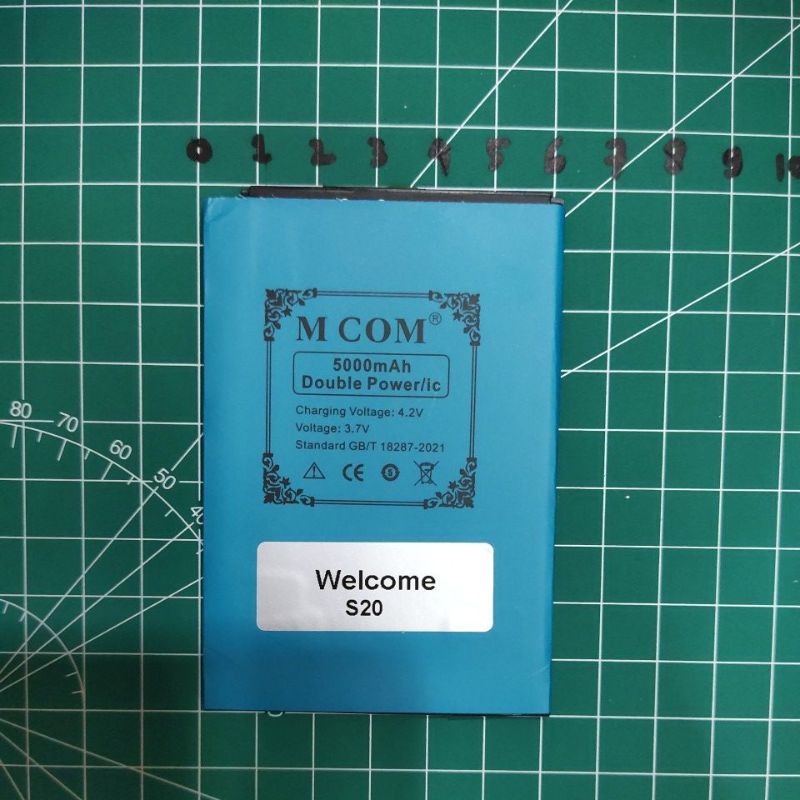 0 1 2 3 4 5 6 7 8 9 10
M COM®
5000mAh
Double Power/ic
Charging Voltage: 4.2V
Voltage: 3.7V
Standard GB/T 18287-2021
CE
80
70
60
50
Welcome
S20